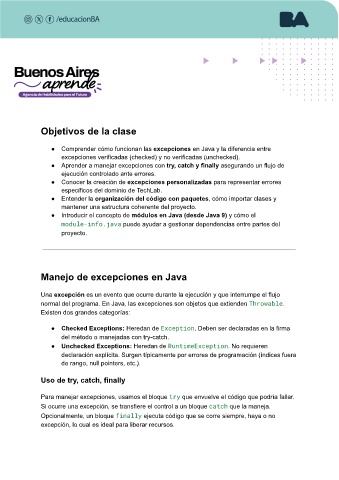 /educacionBA
BA
Buenos Aires
aprende
Agencia de Habilidades para el Futuro
Objetivos de la clase
● Comprender cómo funcionan las excepciones en Java y la diferencia entre
excepciones verificadas (checked) y no verificadas (unchecked).
● Aprender a manejar excepciones con try, catch y finally asegurando un flujo de
ejecución controlado ante errores.
● Conocer la creación de excepciones personalizadas para representar errores
específicos del dominio de TechLab.
● Entender la organización del código con paquetes, cómo importar clases y
mantener una estructura coherente del proyecto.
● Introducir el concepto de módulos en Java (desde Java 9) y cómo el
module-info.java puede ayudar a gestionar dependencias entre partes del
proyecto.
Manejo de excepciones en Java
Una excepción es un evento que ocurre durante la ejecución y que interrumpe el flujo
normal del programa. En Java, las excepciones son objetos que extienden Throwable.
Existen dos grandes categorías:
● Checked Exceptions: Heredan de Exception. Deben ser declaradas en la firma
del método o manejadas con try-catch.
● Unchecked Exceptions: Heredan de RuntimeException. No requieren
declaración explícita. Surgen típicamente por errores de programación (índices fuera
de rango, null pointers, etc.).
Uso de try, catch, finally
Para manejar excepciones, usamos el bloque try que envuelve el código que podría fallar.
Si ocurre una excepción, se transfiere el control a un bloque catch que la maneja.
Opcionalmente, un bloque finally ejecuta código que se corre siempre, haya o no
excepción, lo cual es ideal para liberar recursos.